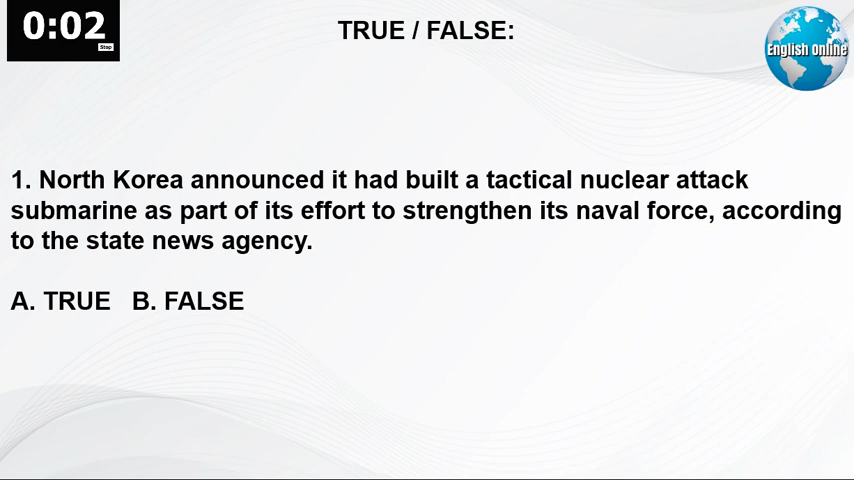 0:02
Stop
TRUE / FALSE:
English Online
1. North Korea announced it had built a tactical nuclear attack
submarine as part of its effort to strengthen its naval force, according
to the state news agency.
A. TRUE B. FALSE